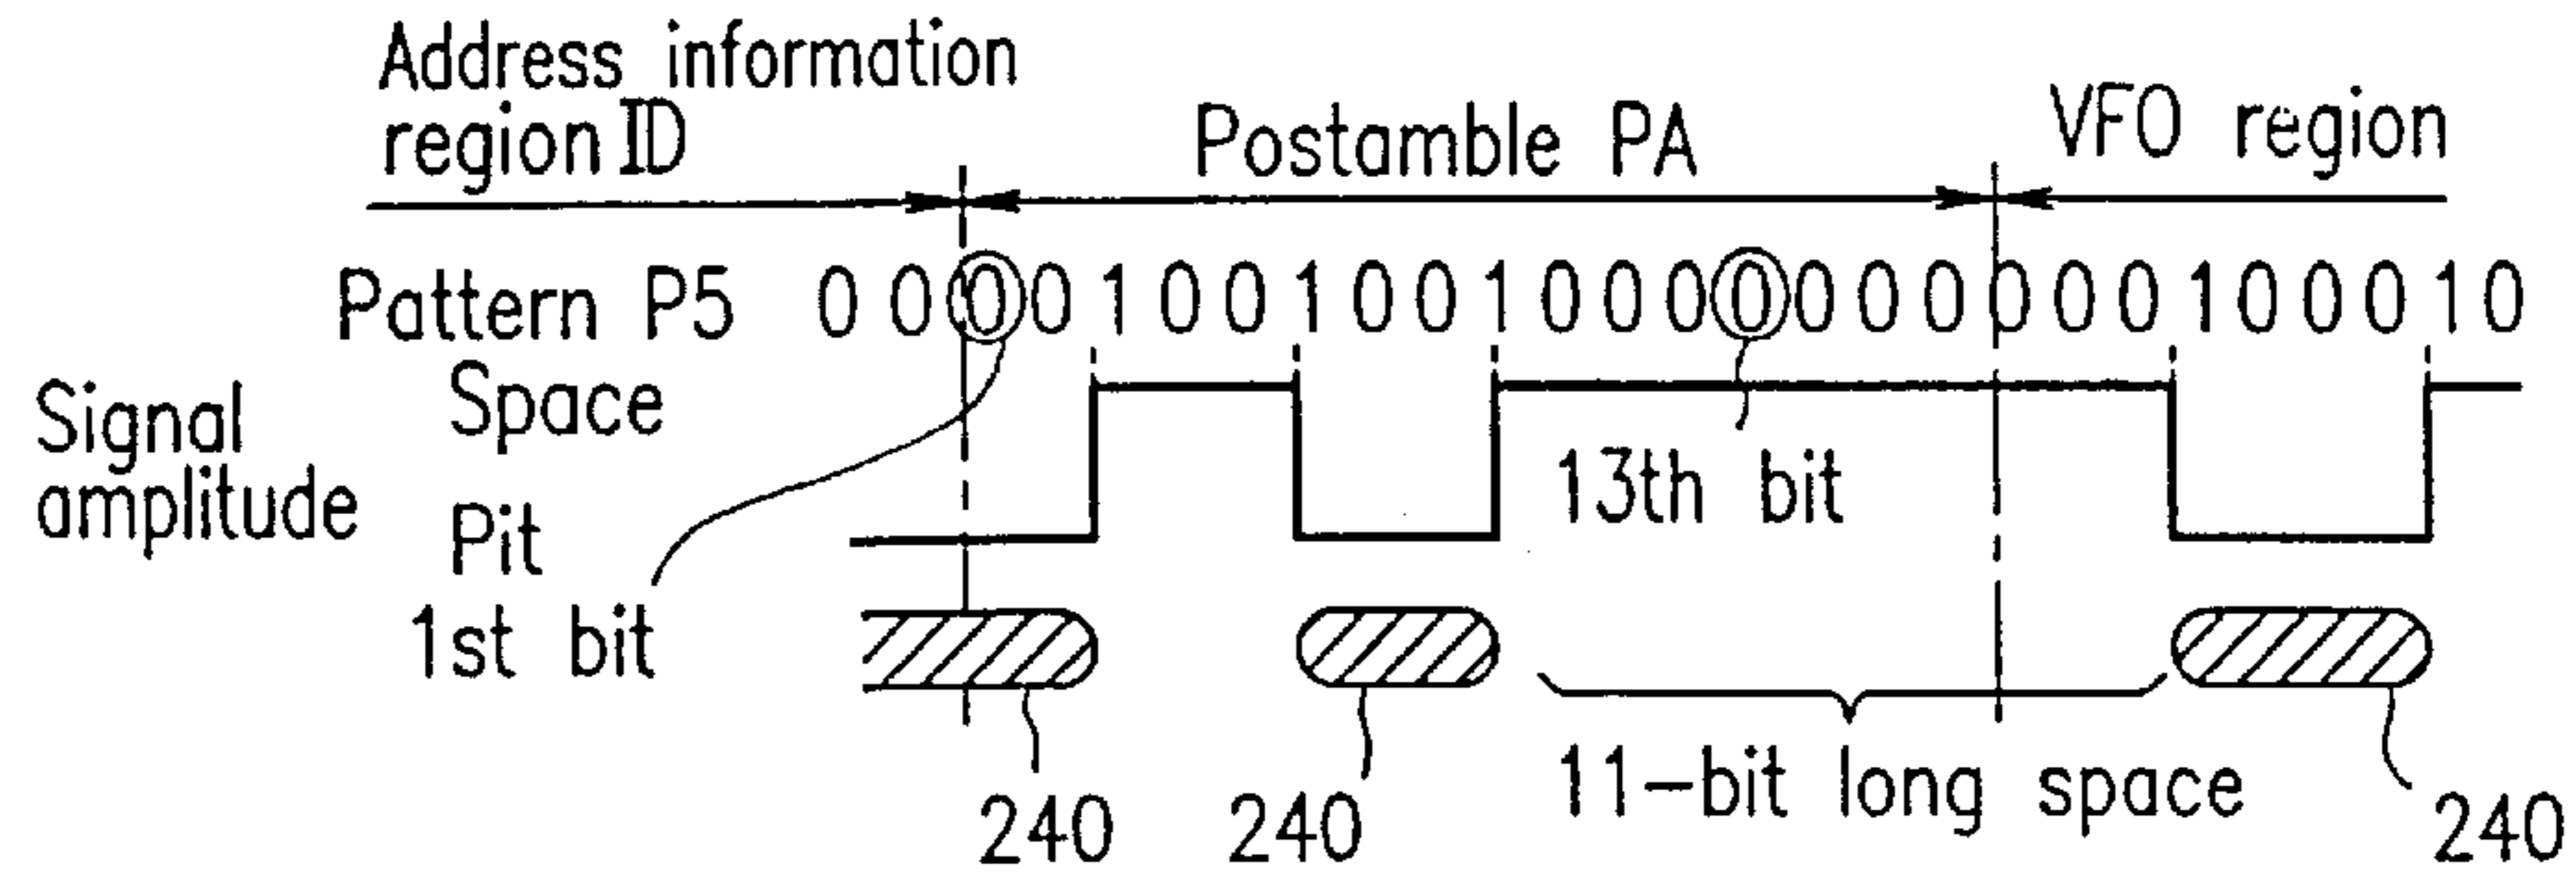 Address information
region ID
Postamble PA
VFO region
Pattern P5 0 0 0 0 1 0 0 1 0 0 1 0 0 0 0 0 0 0 0 0 0 1 0 0 0 1 0
Signal
amplitude
Space
Pit
1st bit
13th bit
11-bit long space
240
240
240